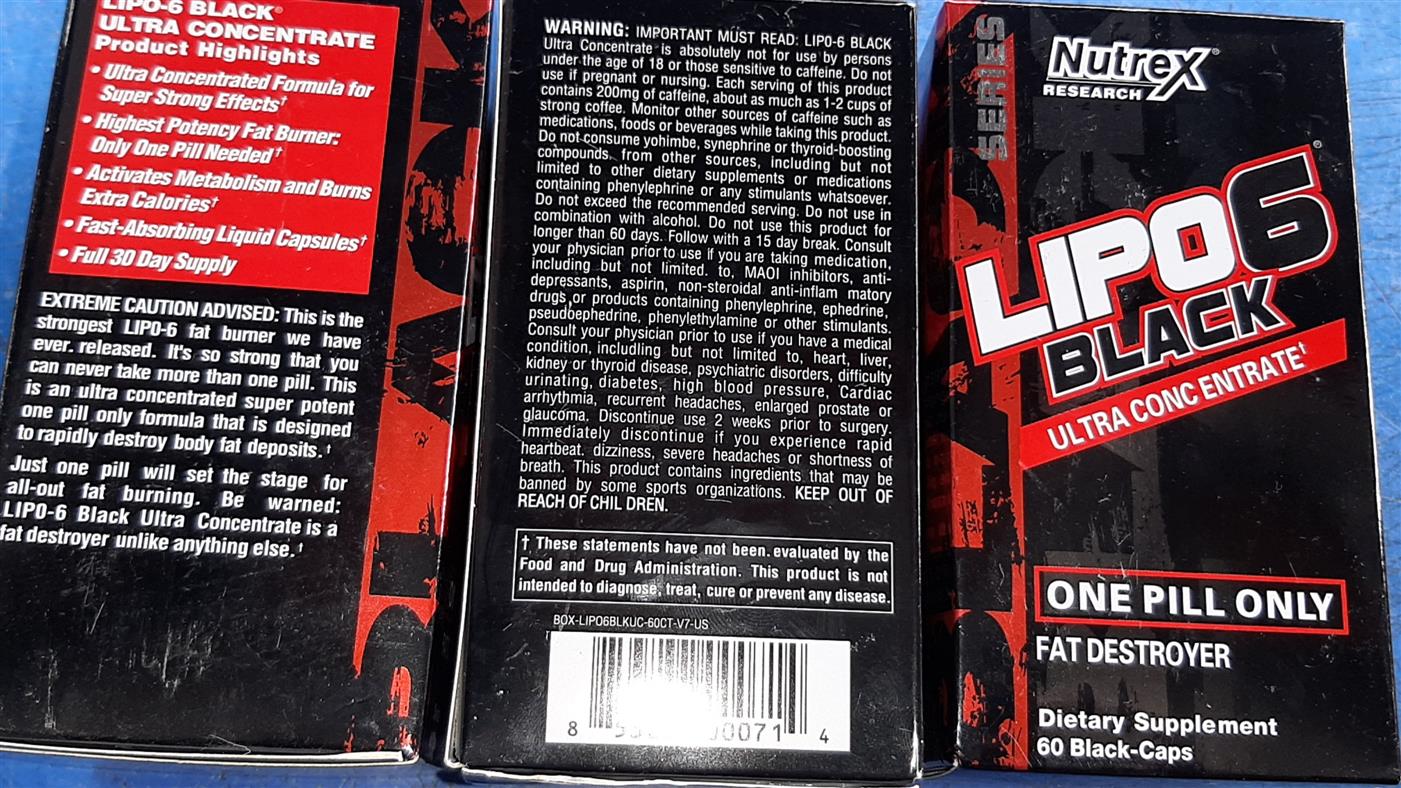 LIPO-6 BLACK®
ULTRA CONCENTRATE
Product Highlights
• Ultra Concentrated Formula for
Super Strong Effects†
• Highest Potency Fat Burner:
Only One Pill Needed†
• Activates Metabolism and Burns
Extra Calories†
• Fast-Absorbing Liquid Capsules†
• Full 30 Day Supply
EXTREME CAUTION ADVISED: This is the
strongest LIPO-6 fat burner we have
ever. released. It's so strong that you
can never take more than one pill. This
is an ultra concentrated super potent
one pill only formula that is designed
to rapidly destroy body fat deposits.†
Just one pill will set the stage for
all-out fat burning. Be warned:
LIPO-6 Black Ultra Concentrate is a
fat destroyer unlike anything else.†
WARNING: IMPORTANT MUST READ: LIPO-6 BLACK
Ultra Concentrate is absolutely not for use by persons
under the age of 18 or those sensitive to caffeine. Do not
use if pregnant or nursing. Each serving of this product
contains 200mg of caffeine, about as much as 1-2 cups of
strong coffee. Monitor other sources of caffeine such as
medications, foods or beverages while taking this product.
Do not consume yohimbe, synephrine or thyroid-boosting
compounds. from other sources, including but not
limited to other dietary supplements or medications
containing phenylephrine or any stimulants whatsoever.
Do not exceed the recommended serving. Do not use in
combination with alcohol. Do not use this product for
longer than 60 days. Follow with a 15 day break. Consult
your physician prior to use if you are taking medication,
including but not limited. to, MAOI inhibitors, anti-
depressants, aspirin, non-steroidal anti-inflam matory
drugs,or products containing phenylephrine, ephedrine,
pseudoephedrine, phenylethylamine or other stimulants.
Consult your physician prior to use if you have a medical
condition, includling but not limited to, heart, liver,
kidney or thyroid disease, psychiatric disorders, difficulty
urinating, diabetes, high blood pressure, Cardiac
arrhythmia, recurrent headaches, enlarged prostate or
glaucoma. Discontinue use 2 weeks prior to surgery.
Immediately discontinue if you experience rapid
heartbeat. dizziness, severe headaches or shortness of
breath. This product contains ingredients that may be
banned by some sports organizations. KEEP OUT OF
REACH OF CHIL DREN.
† These statements have not been. evaluated by the
Food and Drug Administration. This product is not
intended to diagnose, treat, cure or prevent any disease.
BOX-LIPO6BLKUC-60CT-V7-US
8 0071 4
SERIES
Nutrex®
RESEARCH
LIPO6®
BLACK
ULTRA CONC ENTRATE†
ONE PILL ONLY
FAT DESTROYER
Dietary Supplement
60 Black-Caps